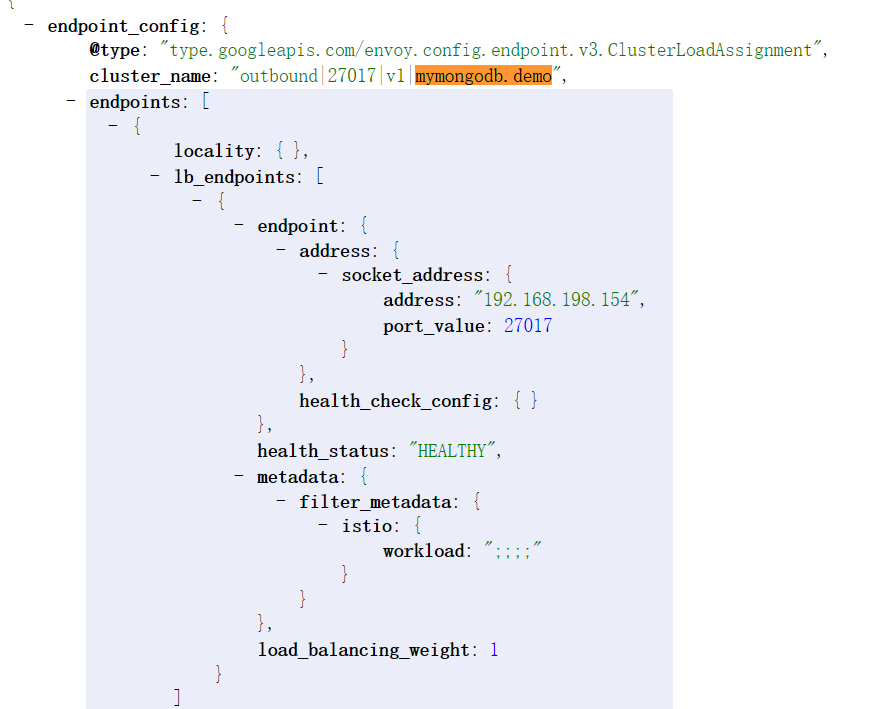 {
- endpoint_config: {
@type: "type.googleapis.com/envoy.config.endpoint.v3.ClusterLoadAssignment",
cluster_name: "outbound|27017|v1|mymongodb.demo",
- endpoints: [
- {
locality: { },
- lb_endpoints: [
- {
- endpoint: {
- address: {
- socket_address: {
address: "192.168.198.154",
port_value: 27017
}
},
health_check_config: { }
},
health_status: "HEALTHY",
- metadata: {
- filter_metadata: {
- istio: {
workload: ";;;;"
}
}
},
load_balancing_weight: 1
}
]